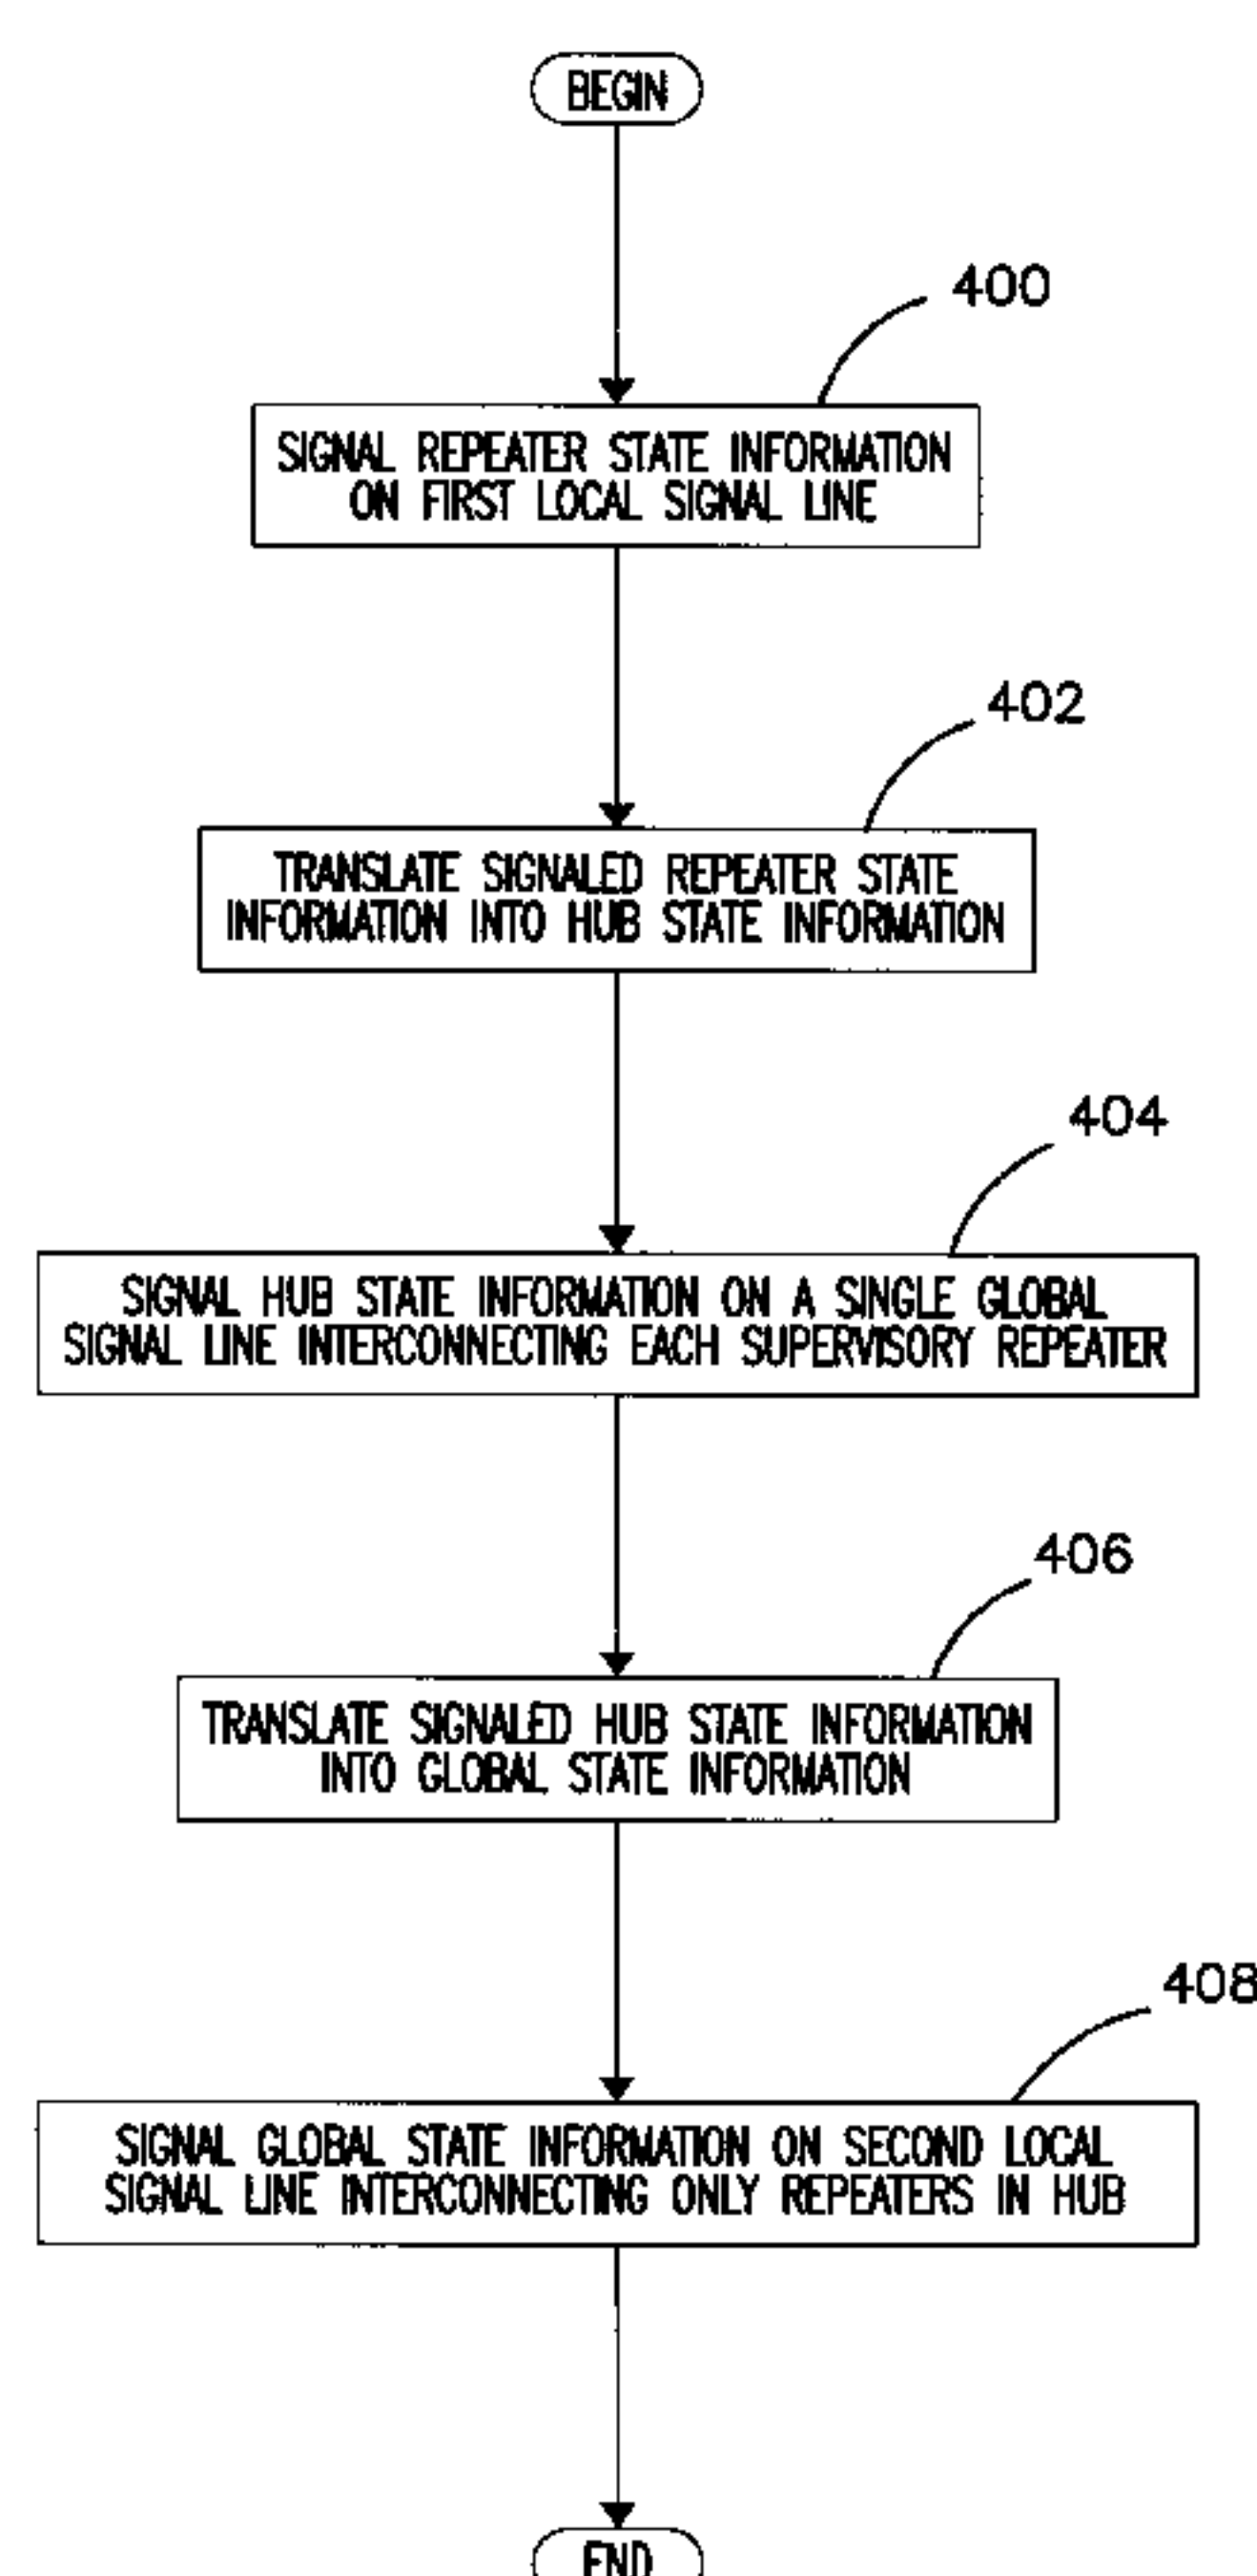 BEGIN
400
SIGNAL REPEATER STATE INFORMATION
ON FIRST LOCAL SIGNAL LINE
402
TRANSLATE SIGNALED REPEATER STATE
INFORMATION INTO HUB STATE INFORMATION
404
SIGNAL HUB STATE INFORMATION ON A SINGLE GLOBAL
SIGNAL LINE INTERCONNECTING EACH SUPERVISORY REPEATER
406
TRANSLATE SIGNALED HUB STATE INFORMATION
INTO GLOBAL STATE INFORMATION
408
SIGNAL GLOBAL STATE INFORMATION ON SECOND LOCAL
SIGNAL LINE INTERCONNECTING ONLY REPEATERS IN HUB
END